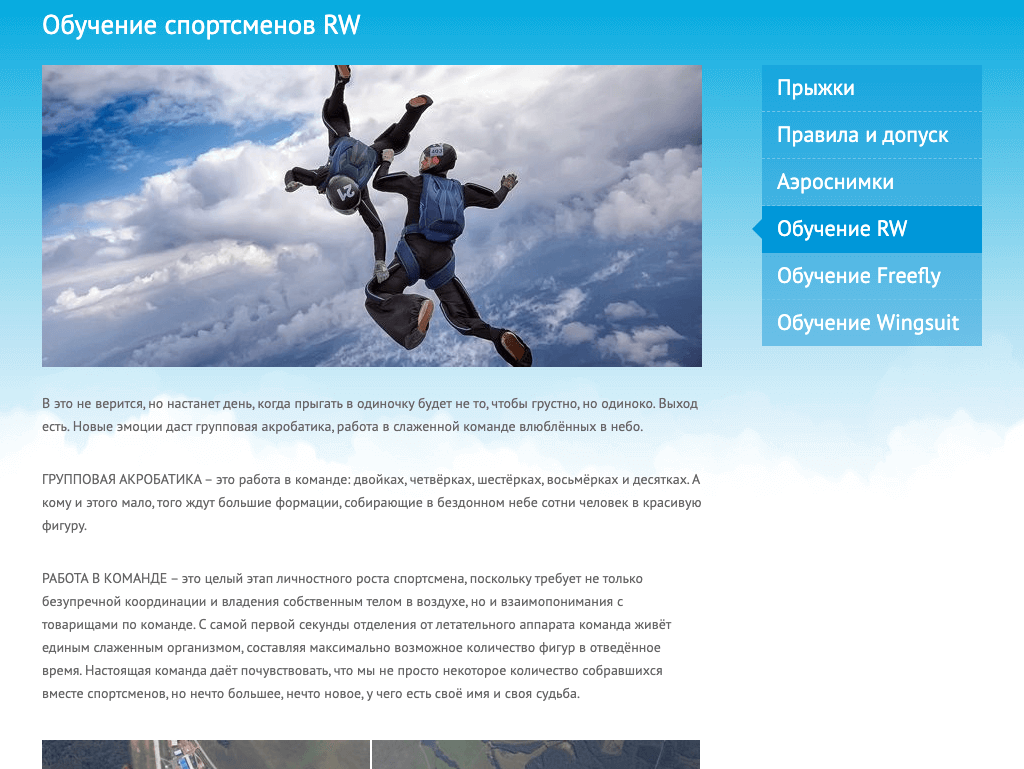 Обучение спортсменов RW
403
21
Прыжки
Правила и допуск
Аэроснимки
Обучение RW
Обучение Freefly
Обучение Wingsuit
В это не верится, но настанет день, когда прыгать в одиночку будет не то, чтобы грустно, но одиноко. Выход
есть. Новые эмоции даст групповая акробатика, работа в слаженной команде влюблённых в небо.
ГРУППОВАЯ АКРОБАТИКА – это работа в команде: двойках, четвёрках, шестёрках, восьмёрках и десятках. А
кому и этого мало, того ждут большие формации, собирающие в бездонном небе сотни человек в красивую
фигуру.
РАБОТА В КОМАНДЕ – это целый этап личностного роста спортсмена, поскольку требует не только
безупречной координации и владения собственным телом в воздухе, но и взаимопонимания с
товарищами по команде. С самой первой секунды отделения от летательного аппарата команда живёт
единым слаженным организмом, составляя максимально возможное количество фигур в отведённое
время. Настоящая команда даёт почувствовать, что мы не просто некоторое количество собравшихся
вместе спортсменов, но нечто большее, нечто новое, у чего есть своё имя и своя судьба.